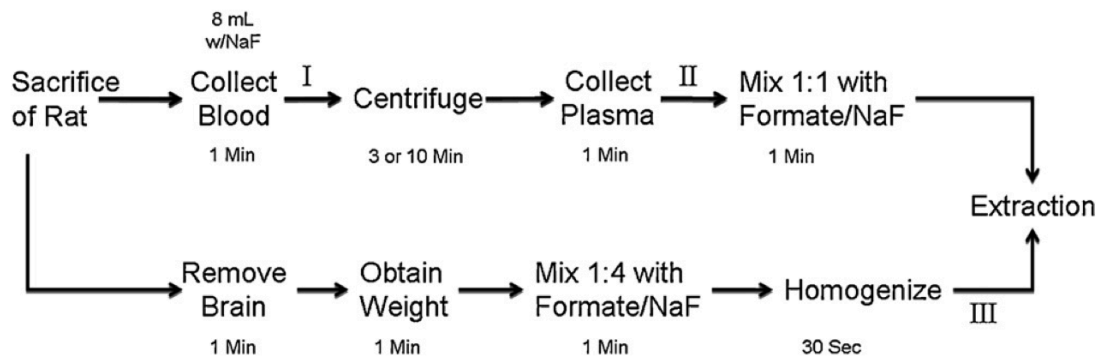 8 mL
w/NaF
Sacrifice
of Rat
Collect
Blood
1 Min
I
Centrifuge
3 or 10 Min
Collect
Plasma
1 Min
II
Mix 1:1 with
Formate/NaF
1 Min
Extraction
Remove
Brain
1 Min
Obtain
Weight
1 Min
Mix 1:4 with
Formate/NaF
1 Min
Homogenize
30 Sec
III